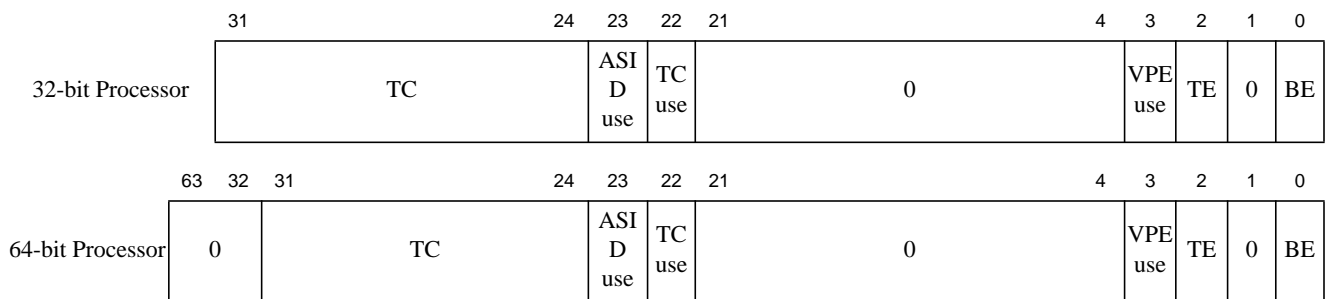 31 24 23 22 21 4 3 2 1 0
32-bit Processor TC ASI D use TC use 0 VPE use TE 0 BE
63 32 31 24 23 22 21 4 3 2 1 0
64-bit Processor 0 TC ASI D use TC use 0 VPE use TE 0 BE